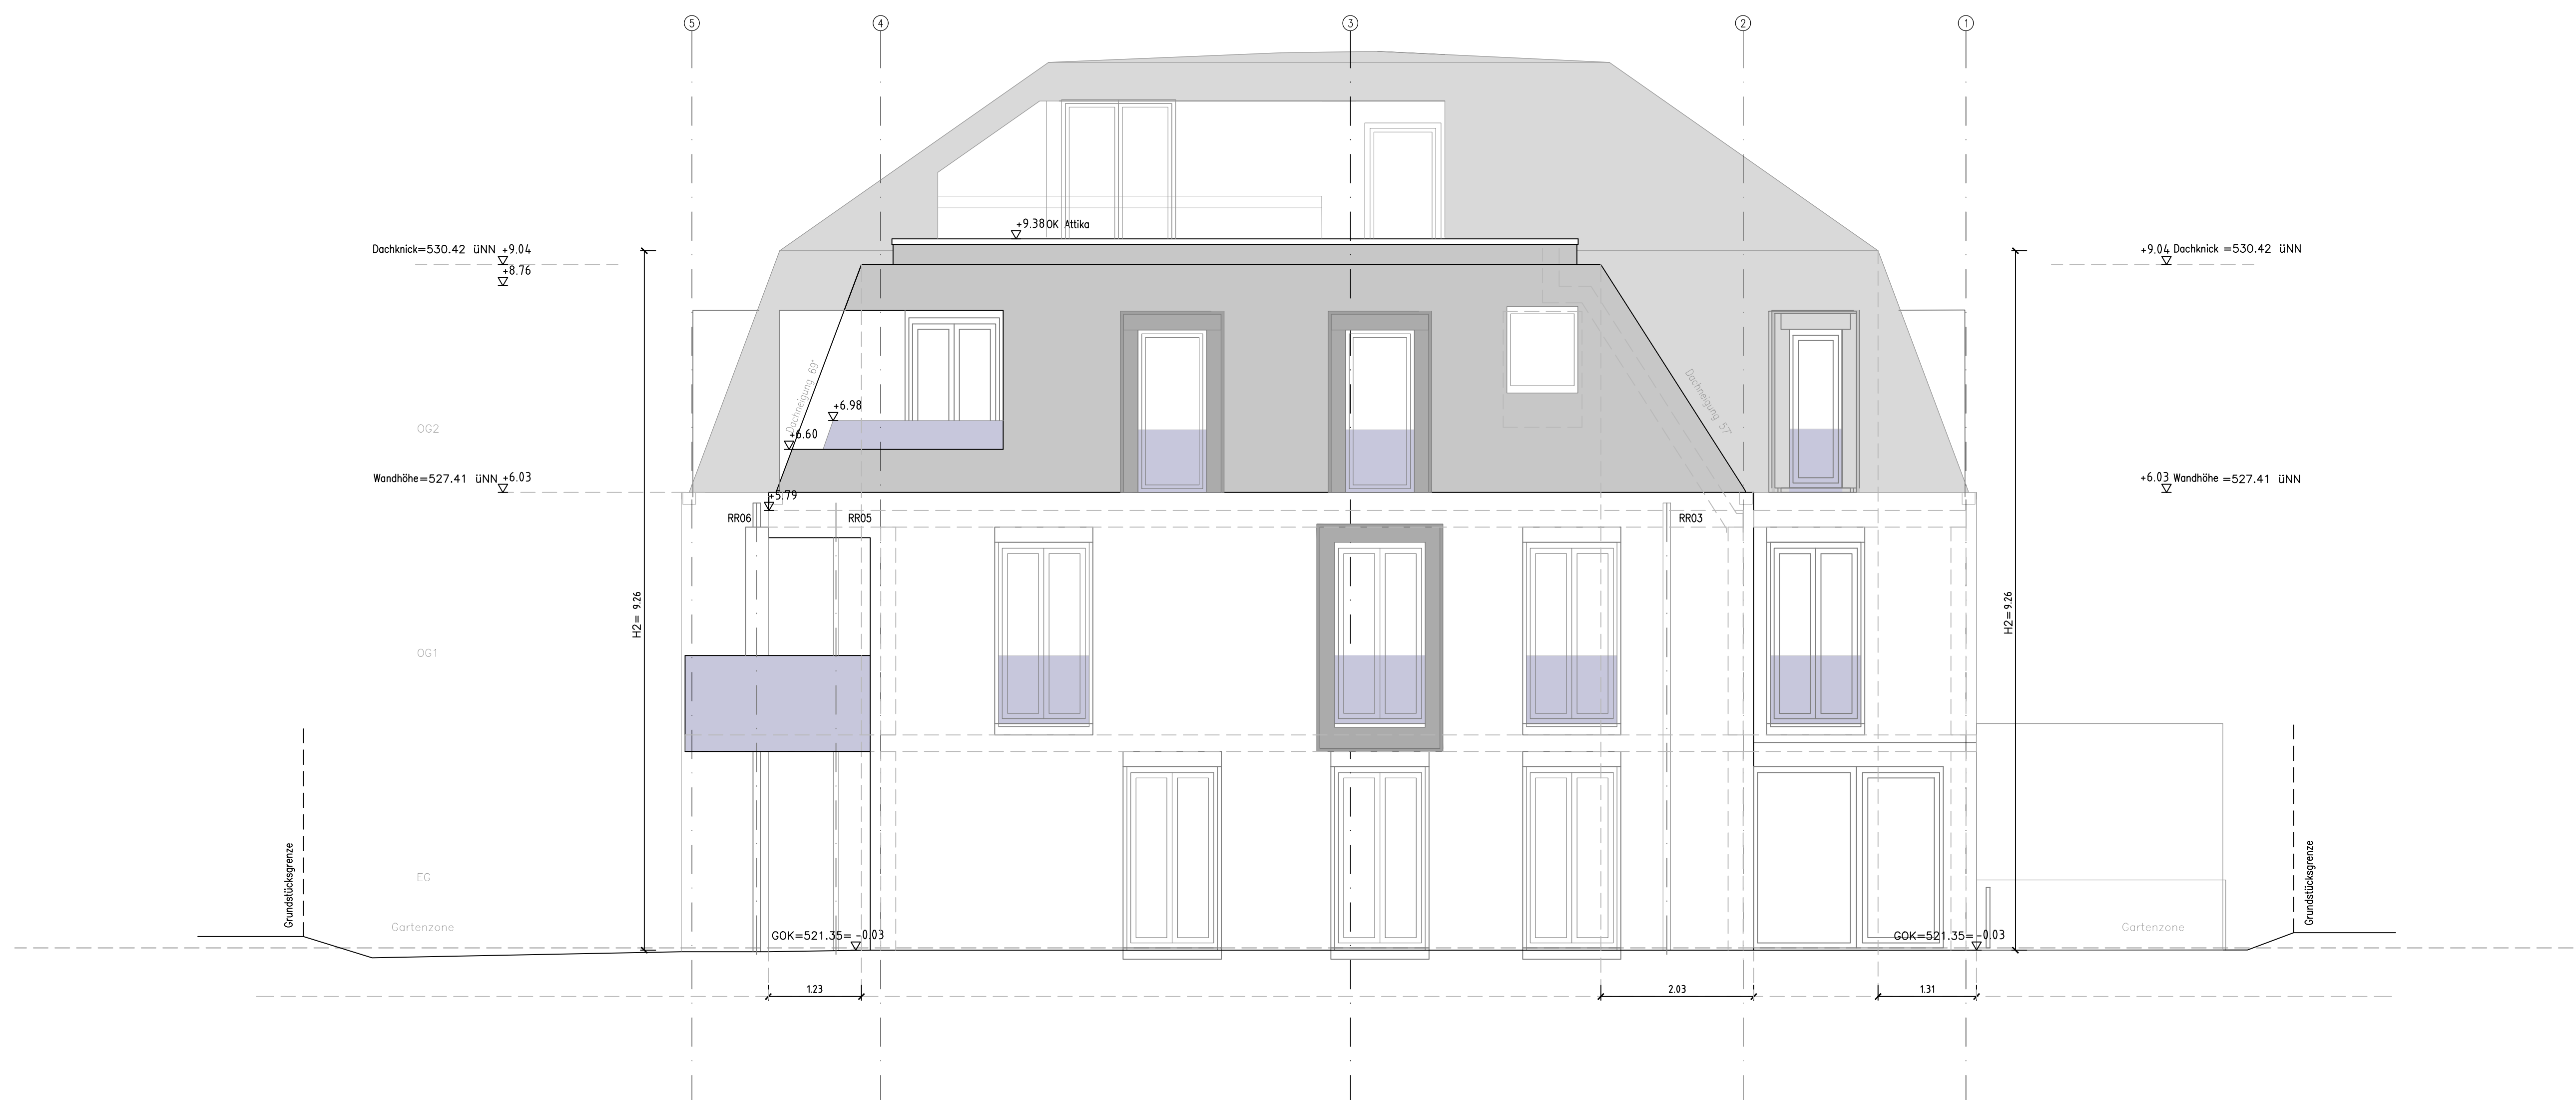 5
4
3
2
1
+9.38OK Attika
Dachknick=530.42 üNN +9.04
+8.76
+9.04 Dachknick =530.42 üNN
Dachneigung 69°
Dachneigung 57°
+6.98
OG2
+6.60
Wandhöhe=527.41 üNN +6.03
+6.03 Wandhöhe =527.41 üNN
+5.79
RR06
RR05
RR03
H2= 9.26
H2= 9.26
OG1
EG
Grundstücksgrenze
Grundstücksgrenze
Gartenzone
Gartenzone
GOK=521.35= -0.03
GOK=521.35= -0.03
1.23
2.03
1.31